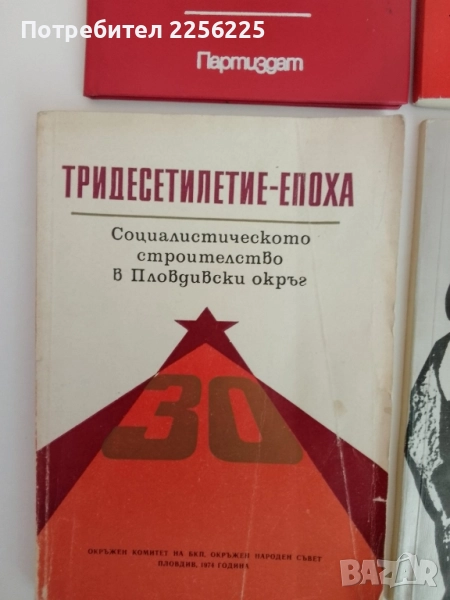 Потребител 2256225
Партиздат
ТРИДЕСЕТИЛЕТИЕ-ЕПОХА
Социалистическото
строителство
в Пловдивски окръг
30
ОКРЪЖЕН КОМИТЕТ НА БКП, ОКРЪЖЕН НАРОДЕН СЪВЕТ
ПЛОВДИВ, 1974 ГОДИНА
BAZAR